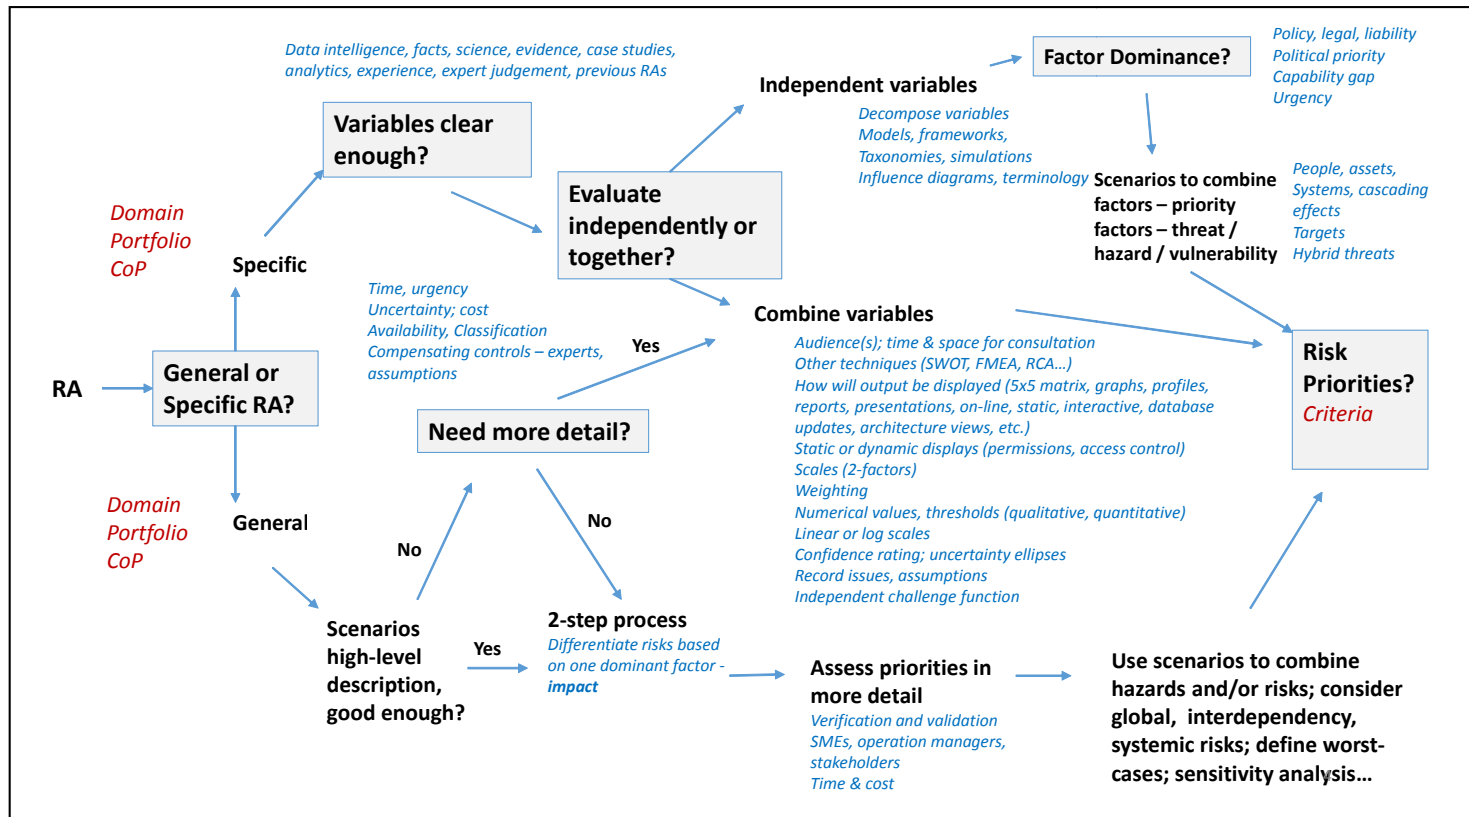 Data intelligence, facts, science, evidence, case studies,
analytics, experience, expert judgement, previous RAs
Variables clear
enough?
Domain
Portfolio
CoP
Specific
RA
General or
Specific RA?
Domain
Portfolio
CoP
General
Scenarios
high-level
description,
good enough?
No
Yes
Time, urgency
Uncertainty; cost
Availability, Classification
Compensating controls – experts,
assumptions
Need more detail?
Yes
No
2-step process
Differentiate risks based
on one dominant factor -
impact
Evaluate
independently or
together?
Independent variables
Decompose variables
Models, frameworks,
Taxonomies, simulations
Influence diagrams, terminology
Factor Dominance?
Policy, legal, liability
Political priority
Capability gap
Urgency
Scenarios to combine
factors – priority
factors – threat /
hazard / vulnerability
People, assets,
Systems, cascading
effects
Targets
Hybrid threats
Combine variables
Audience(s); time & space for consultation
Other techniques (SWOT, FMEA, RCA…)
How will output be displayed (5x5 matrix, graphs, profiles,
reports, presentations, on-line, static, interactive, database
updates, architecture views, etc.)
Static or dynamic displays (permissions, access control)
Scales (2-factors)
Weighting
Numerical values, thresholds (qualitative, quantitative)
Linear or log scales
Confidence rating; uncertainty ellipses
Record issues, assumptions
Independent challenge function
Risk
Priorities?
Criteria
Assess priorities in
more detail
Verification and validation
SMEs, operation managers,
stakeholders
Time & cost
Use scenarios to combine
hazards and/or risks; consider
global, interdependency,
systemic risks; define worst-
cases; sensitivity analysis…